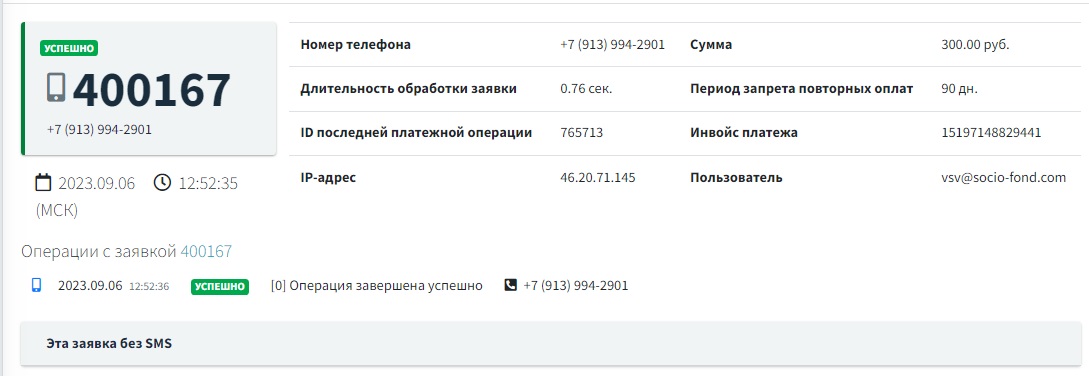 УСПЕШНО
400167
+7 (913) 994-2901
2023.09.06 12:52:35
(МСК)
Номер телефона +7 (913) 994-2901 Сумма 300.00 руб.
Длительность обработки заявки 0.76 сек. Период запрета повторных оплат 90 дн.
ID последней платежной операции 765713 Инвойс платежа 15197148829441
IP-адрес 46.20.71.145 Пользователь vsv@socio-fond.com
Операции с заявкой 400167
2023.09.06 12:52:36 УСПЕШНО [0] Операция завершена успешно +7 (913) 994-2901
Эта заявка без SMS